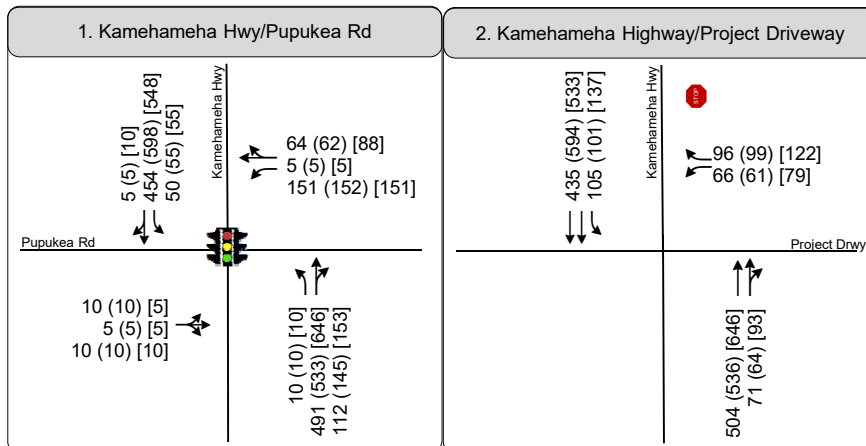 1. Kamehameha Hwy/Pupukea Rd
Kamehameha Hwy
5 (5) [10]
454 (598) [548]
50 (55) [55]
64 (62) [88]
5 (5) [5]
151 (152) [151]
Pupukea Rd
10 (10) [5]
5 (5) [5]
10 (10) [10]
10 (10) [10]
491 (533) [646]
112 (145) [153]
2. Kamehameha Highway/Project Driveway
435 (594) [533]
105 (101) [137]
Kamehameha Hwy
STOP
96 (99) [122]
66 (61) [79]
Project Drwy
504 (536) [646]
71 (64) [93]